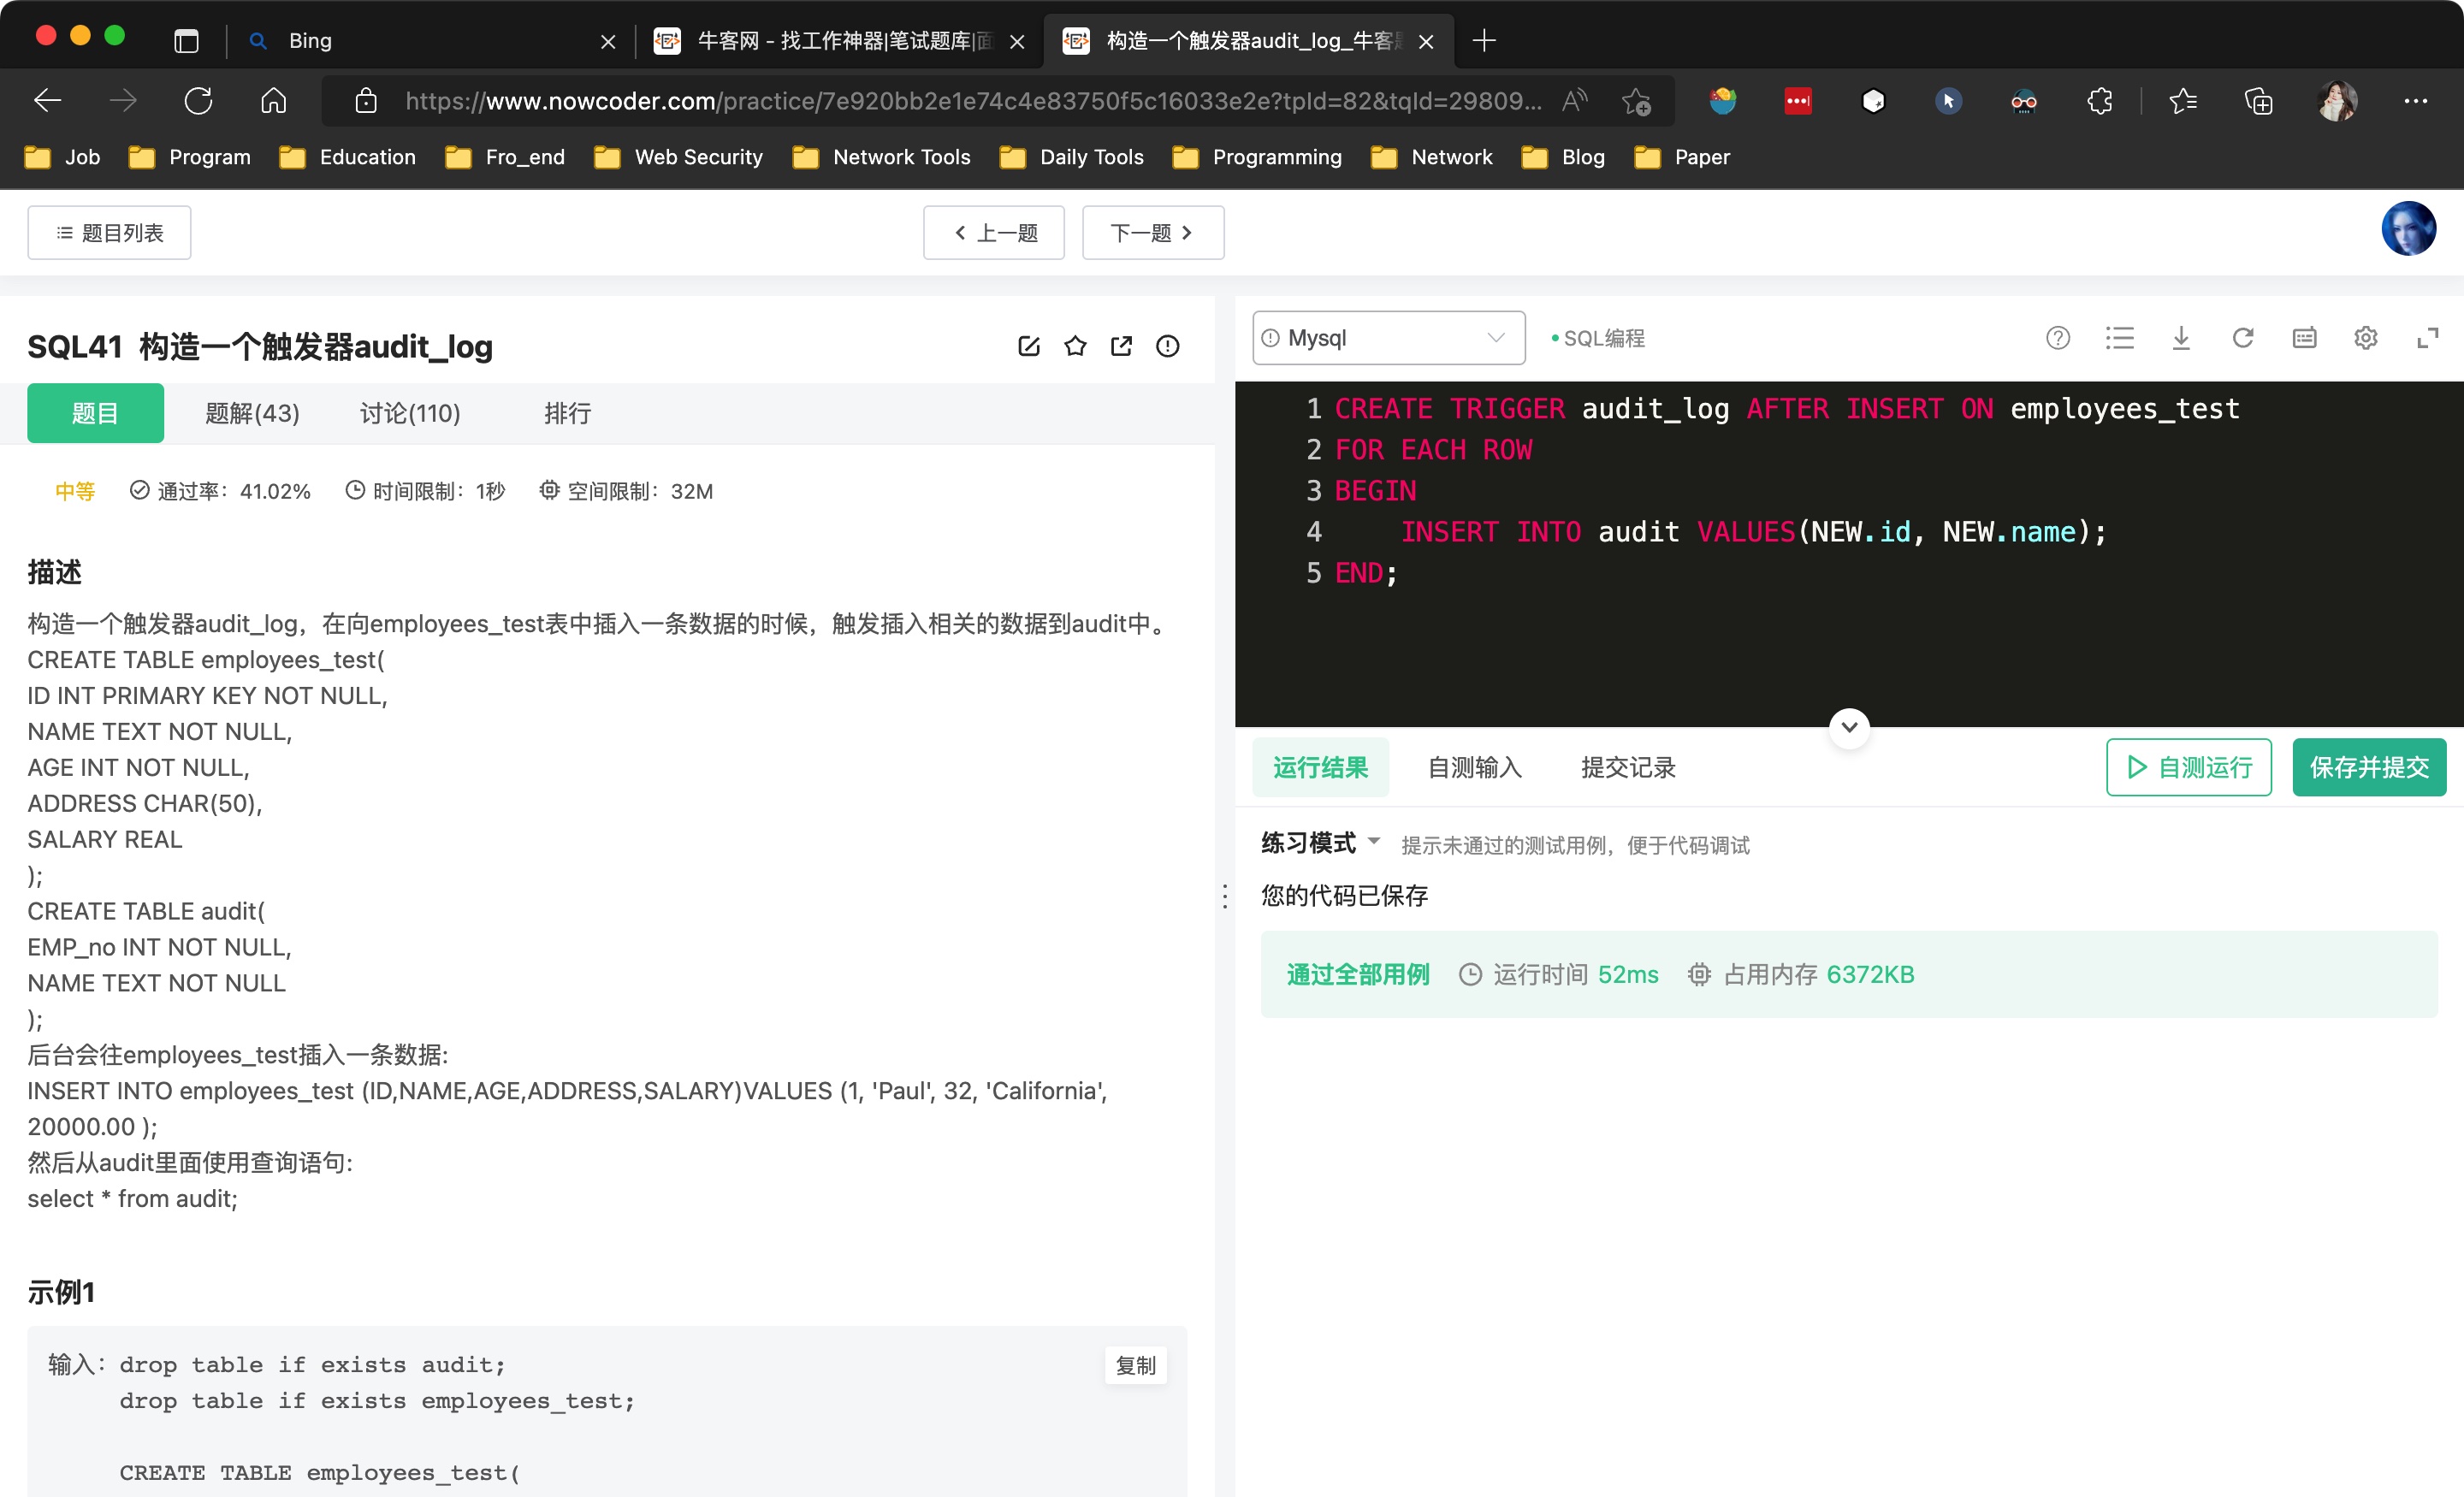 Bing
牛客网 - 找工作神器|笔试题库|面
构造一个触发器audit_log_牛客
https://www.nowcoder.com/practice/7e920bb2e1e74c4e83750f5c16033e2e?tpId=82&tqId=29809...
Job
Program
Education
Fro_end
Web Security
Network Tools
Daily Tools
Programming
Network
Blog
Paper
题目列表
上一题
下一题
SQL41 构造一个触发器audit_log
题目
题解(43)
讨论(110)
排行
中等
通过率：41.02%
时间限制：1秒
空间限制：32M
描述
构造一个触发器audit_log，在向employees_test表中插入一条数据的时候，触发插入相关的数据到audit中。
CREATE TABLE employees_test(
ID INT PRIMARY KEY NOT NULL,
NAME TEXT NOT NULL,
AGE INT NOT NULL,
ADDRESS CHAR(50),
SALARY REAL
);
CREATE TABLE audit(
EMP_no INT NOT NULL,
NAME TEXT NOT NULL
);
后台会往employees_test插入一条数据:
INSERT INTO employees_test (ID,NAME,AGE,ADDRESS,SALARY)VALUES (1, 'Paul', 32, 'California',
20000.00 );
然后从audit里面使用查询语句:
select * from audit;
示例1
输入：drop table if exists audit;
drop table if exists employees_test;
CREATE TABLE employees_test(
复制
Mysql
SQL编程
1 CREATE TRIGGER audit_log AFTER INSERT ON employees_test
2 FOR EACH ROW
3 BEGIN
4     INSERT INTO audit VALUES(NEW.id, NEW.name);
5 END;
运行结果
自测输入
提交记录
自测运行
保存并提交
练习模式
提示未通过的测试用例，便于代码调试
您的代码已保存
通过全部用例
运行时间 52ms
占用内存 6372KB